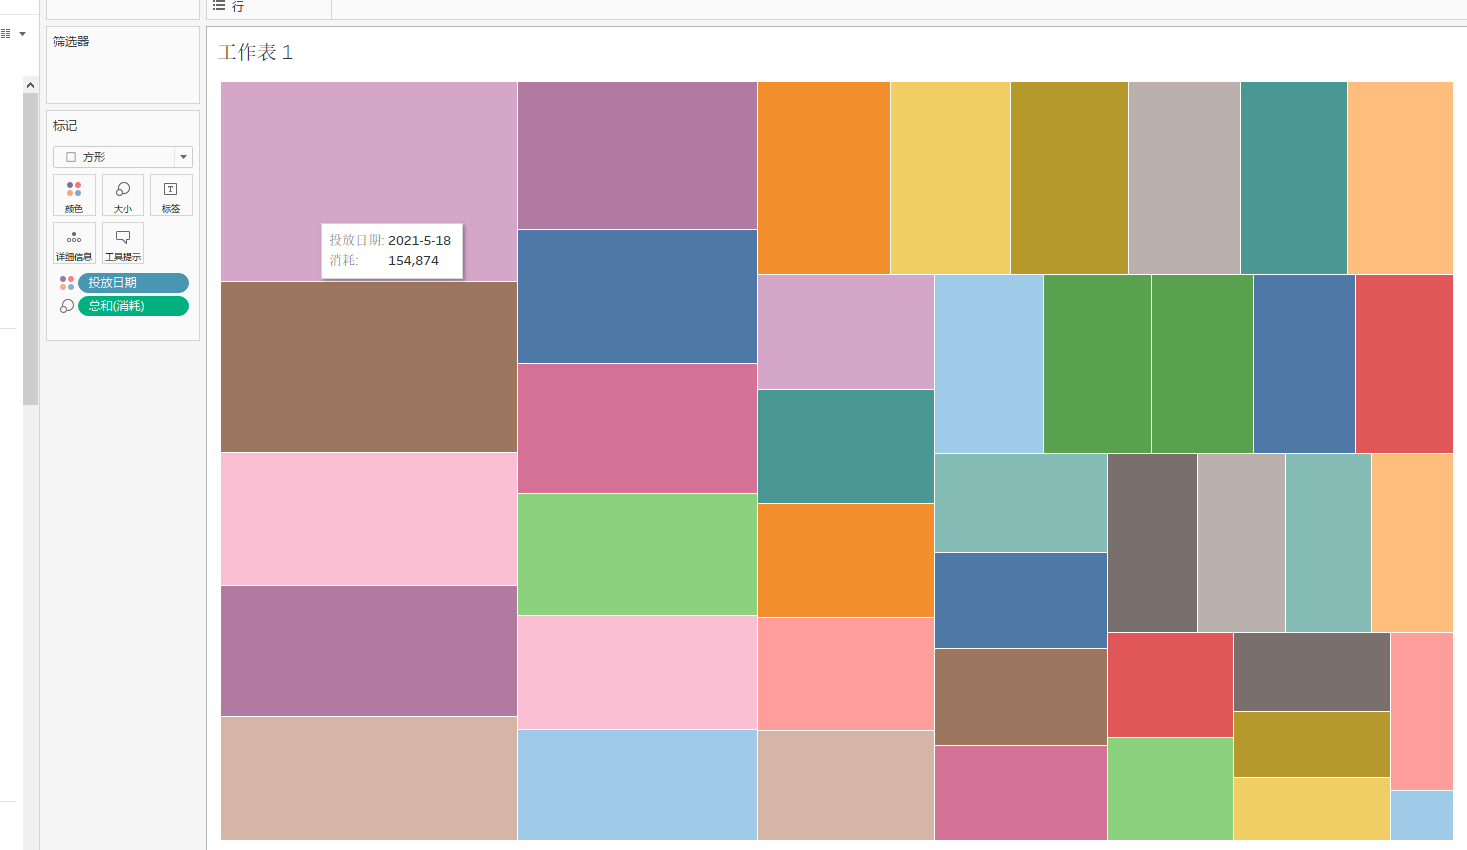 行
筛选器
工作表 1
标记
方形
颜色
大小
标签
详细信息
工具提示
投放日期
总和(消耗)
投放日期: 2021-5-18
消耗: 154,874